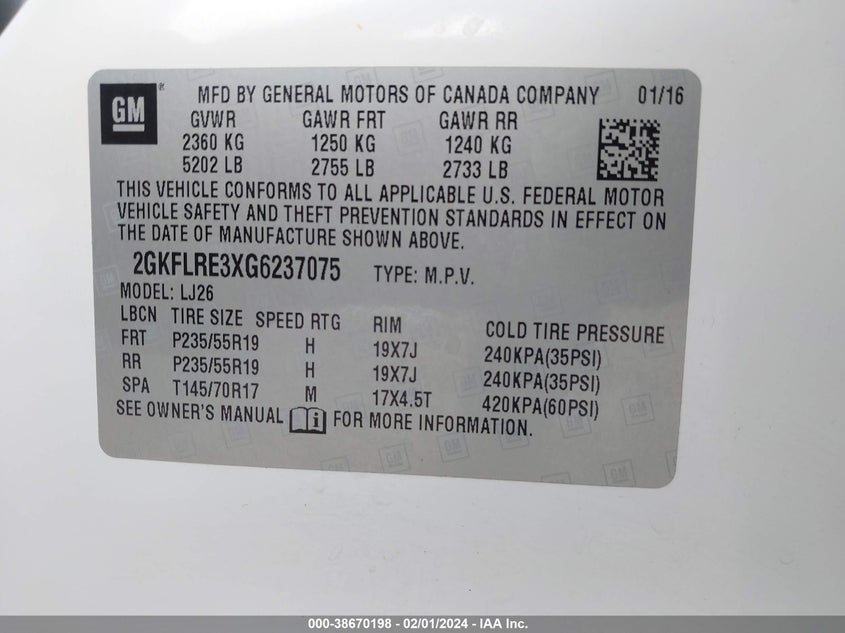 GM ® MFD BY GENERAL MOTORS OF CANADA COMPANY 01/16
GVWR GAWR FRT GAWR RR
2360 KG 1250 KG 1240 KG
5202 LB 2755 LB 2733 LB
THIS VEHICLE CONFORMS TO ALL APPLICABLE U.S. FEDERAL MOTOR
VEHICLE SAFETY AND THEFT PREVENTION STANDARDS IN EFFECT ON
THE DATE OF MANUFACTURE SHOWN ABOVE.
2GKFLRE3XG6237075 TYPE: M.P.V.
MODEL: LJ26
LBCN TIRE SIZE SPEED RTG RIM COLD TIRE PRESSURE
FRT P235/55R19 H 19X7J 240KPA(35PSI)
RR P235/55R19 H 19X7J 240KPA(35PSI)
SPA T145/70R17 M 17X4.5T 420KPA(60PSI)
SEE OWNER'S MANUAL FOR MORE INFORMATION.
000-38670198 - 02/01/2024 - IAA Inc.